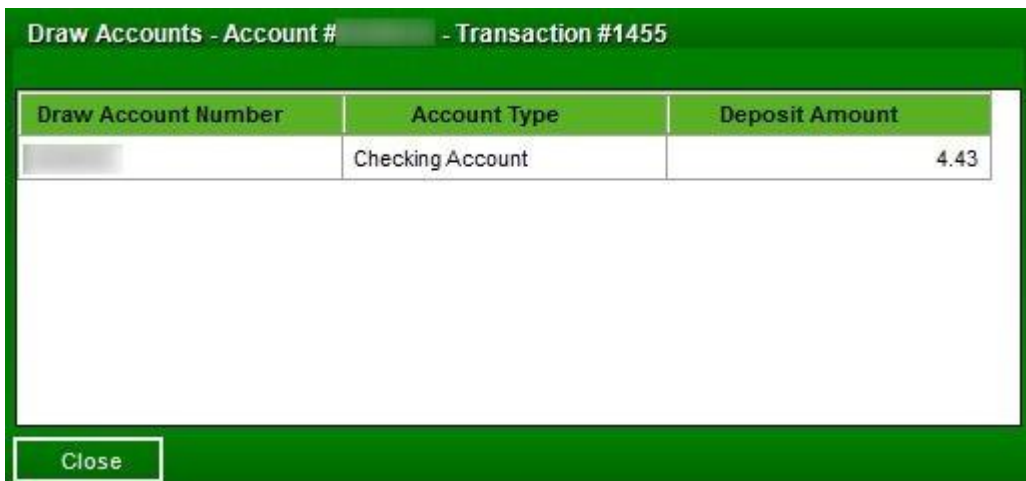 Draw Accounts - Account # - Transaction #1455
Draw Account Number Account Type Deposit Amount
Checking Account 4.43
Close